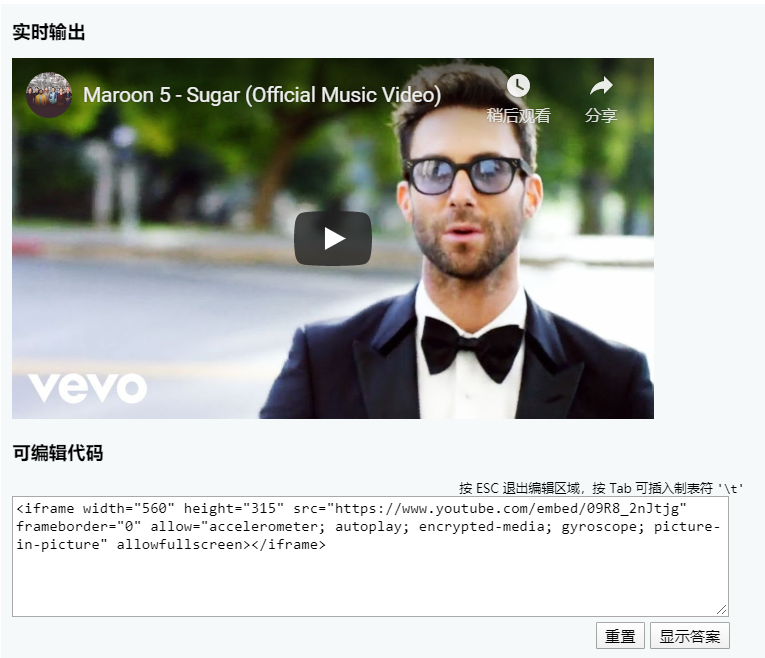 实时输出
Maroon 5 - Sugar (Official Music Video)
稍后观看
分享
vevo
可编辑代码
按 ESC 退出编辑区域，按 Tab 可插入制表符 '\t'
<iframe width="560" height="315" src="https://www.youtube.com/embed/09R8_2nJtjg"
frameborder="0" allow="accelerometer; autoplay; encrypted-media; gyroscope; picture-
in-picture" allowfullscreen></iframe>
重置
显示答案